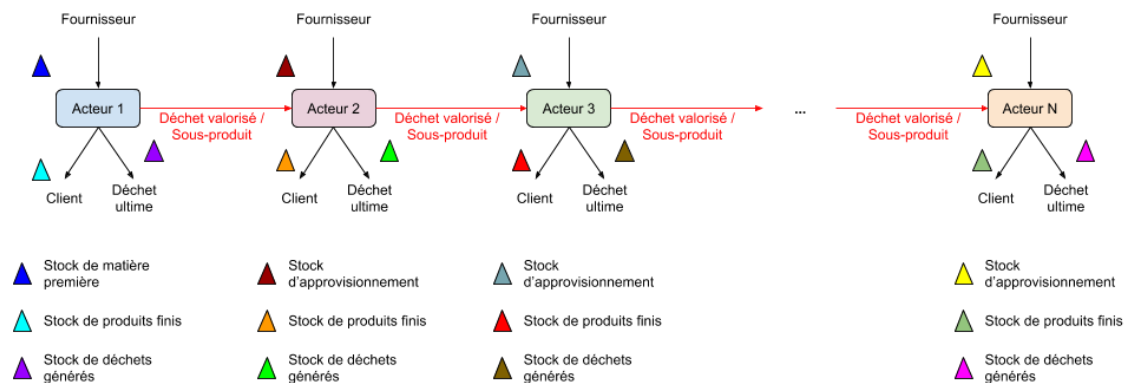 Fournisseur
Fournisseur
Fournisseur
Fournisseur
Acteur 1
Acteur 2
Acteur 3
...
Acteur N
Déchet valorisé /
Sous-produit
Déchet valorisé /
Sous-produit
Déchet valorisé /
Sous-produit
Déchet valorisé /
Sous-produit
Client
Déchet
ultime
Client
Déchet
ultime
Client
Déchet
ultime
Client
Déchet
ultime
Stock de matière
première
Stock
d'approvisionnement
Stock
d'approvisionnement
Stock
d'approvisionnement
Stock de produits finis
Stock de produits finis
Stock de produits finis
Stock de produits finis
Stock de déchets
générés
Stock de déchets
générés
Stock de déchets
générés
Stock de déchets
générés